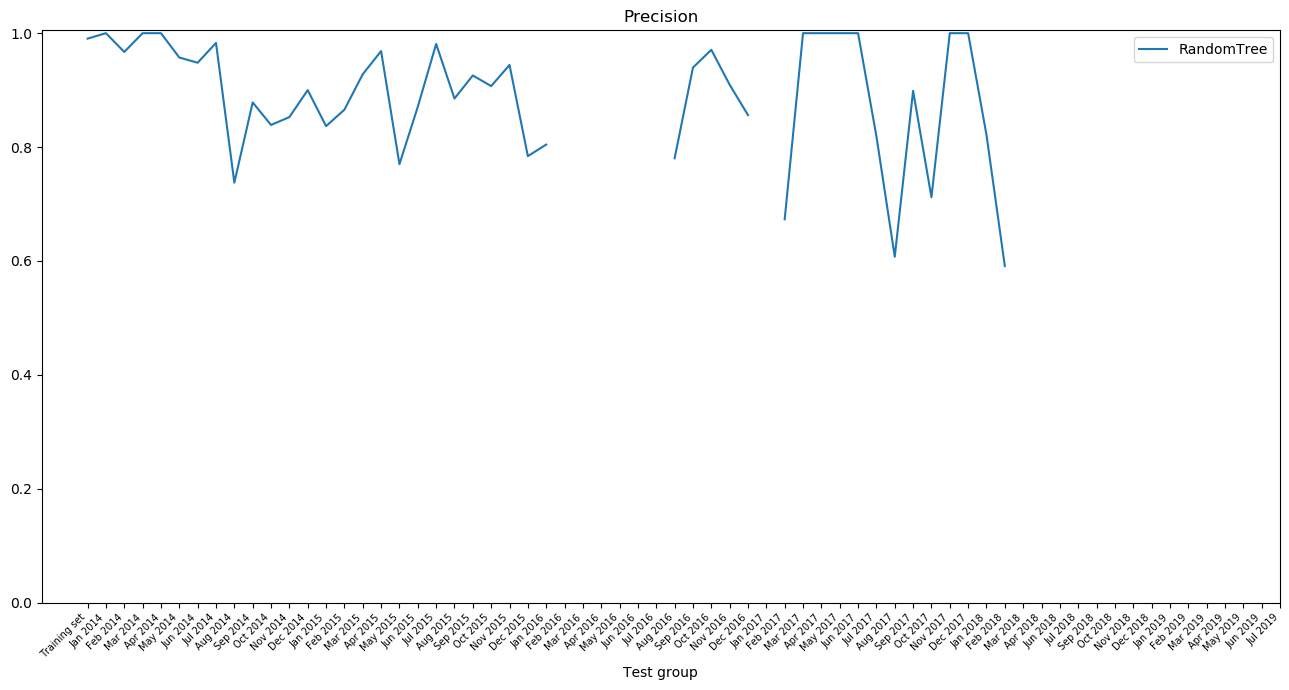 Precision
RandomTree
1.0
0.8
0.6
0.4
0.2
0.0
Training set
Jan 2014
Feb 2014
Mar 2014
Apr 2014
May 2014
Jun 2014
Jul 2014
Aug 2014
Sep 2014
Oct 2014
Nov 2014
Dec 2014
Jan 2015
Feb 2015
Mar 2015
Apr 2015
May 2015
Jun 2015
Jul 2015
Aug 2015
Sep 2015
Oct 2015
Nov 2015
Dec 2015
Jan 2016
Feb 2016
Mar 2016
Apr 2016
May 2016
Jun 2016
Jul 2016
Aug 2016
Sep 2016
Oct 2016
Nov 2016
Dec 2016
Jan 2017
Feb 2017
Mar 2017
Apr 2017
May 2017
Jun 2017
Jul 2017
Aug 2017
Sep 2017
Oct 2017
Nov 2017
Dec 2017
Jan 2018
Feb 2018
Mar 2018
Apr 2018
Jun 2018
Jul 2018
Sep 2018
Oct 2018
Nov 2018
Dec 2018
Jan 2019
Feb 2019
Mar 2019
Apr 2019
May 2019
Jun 2019
Jul 2019
Test group